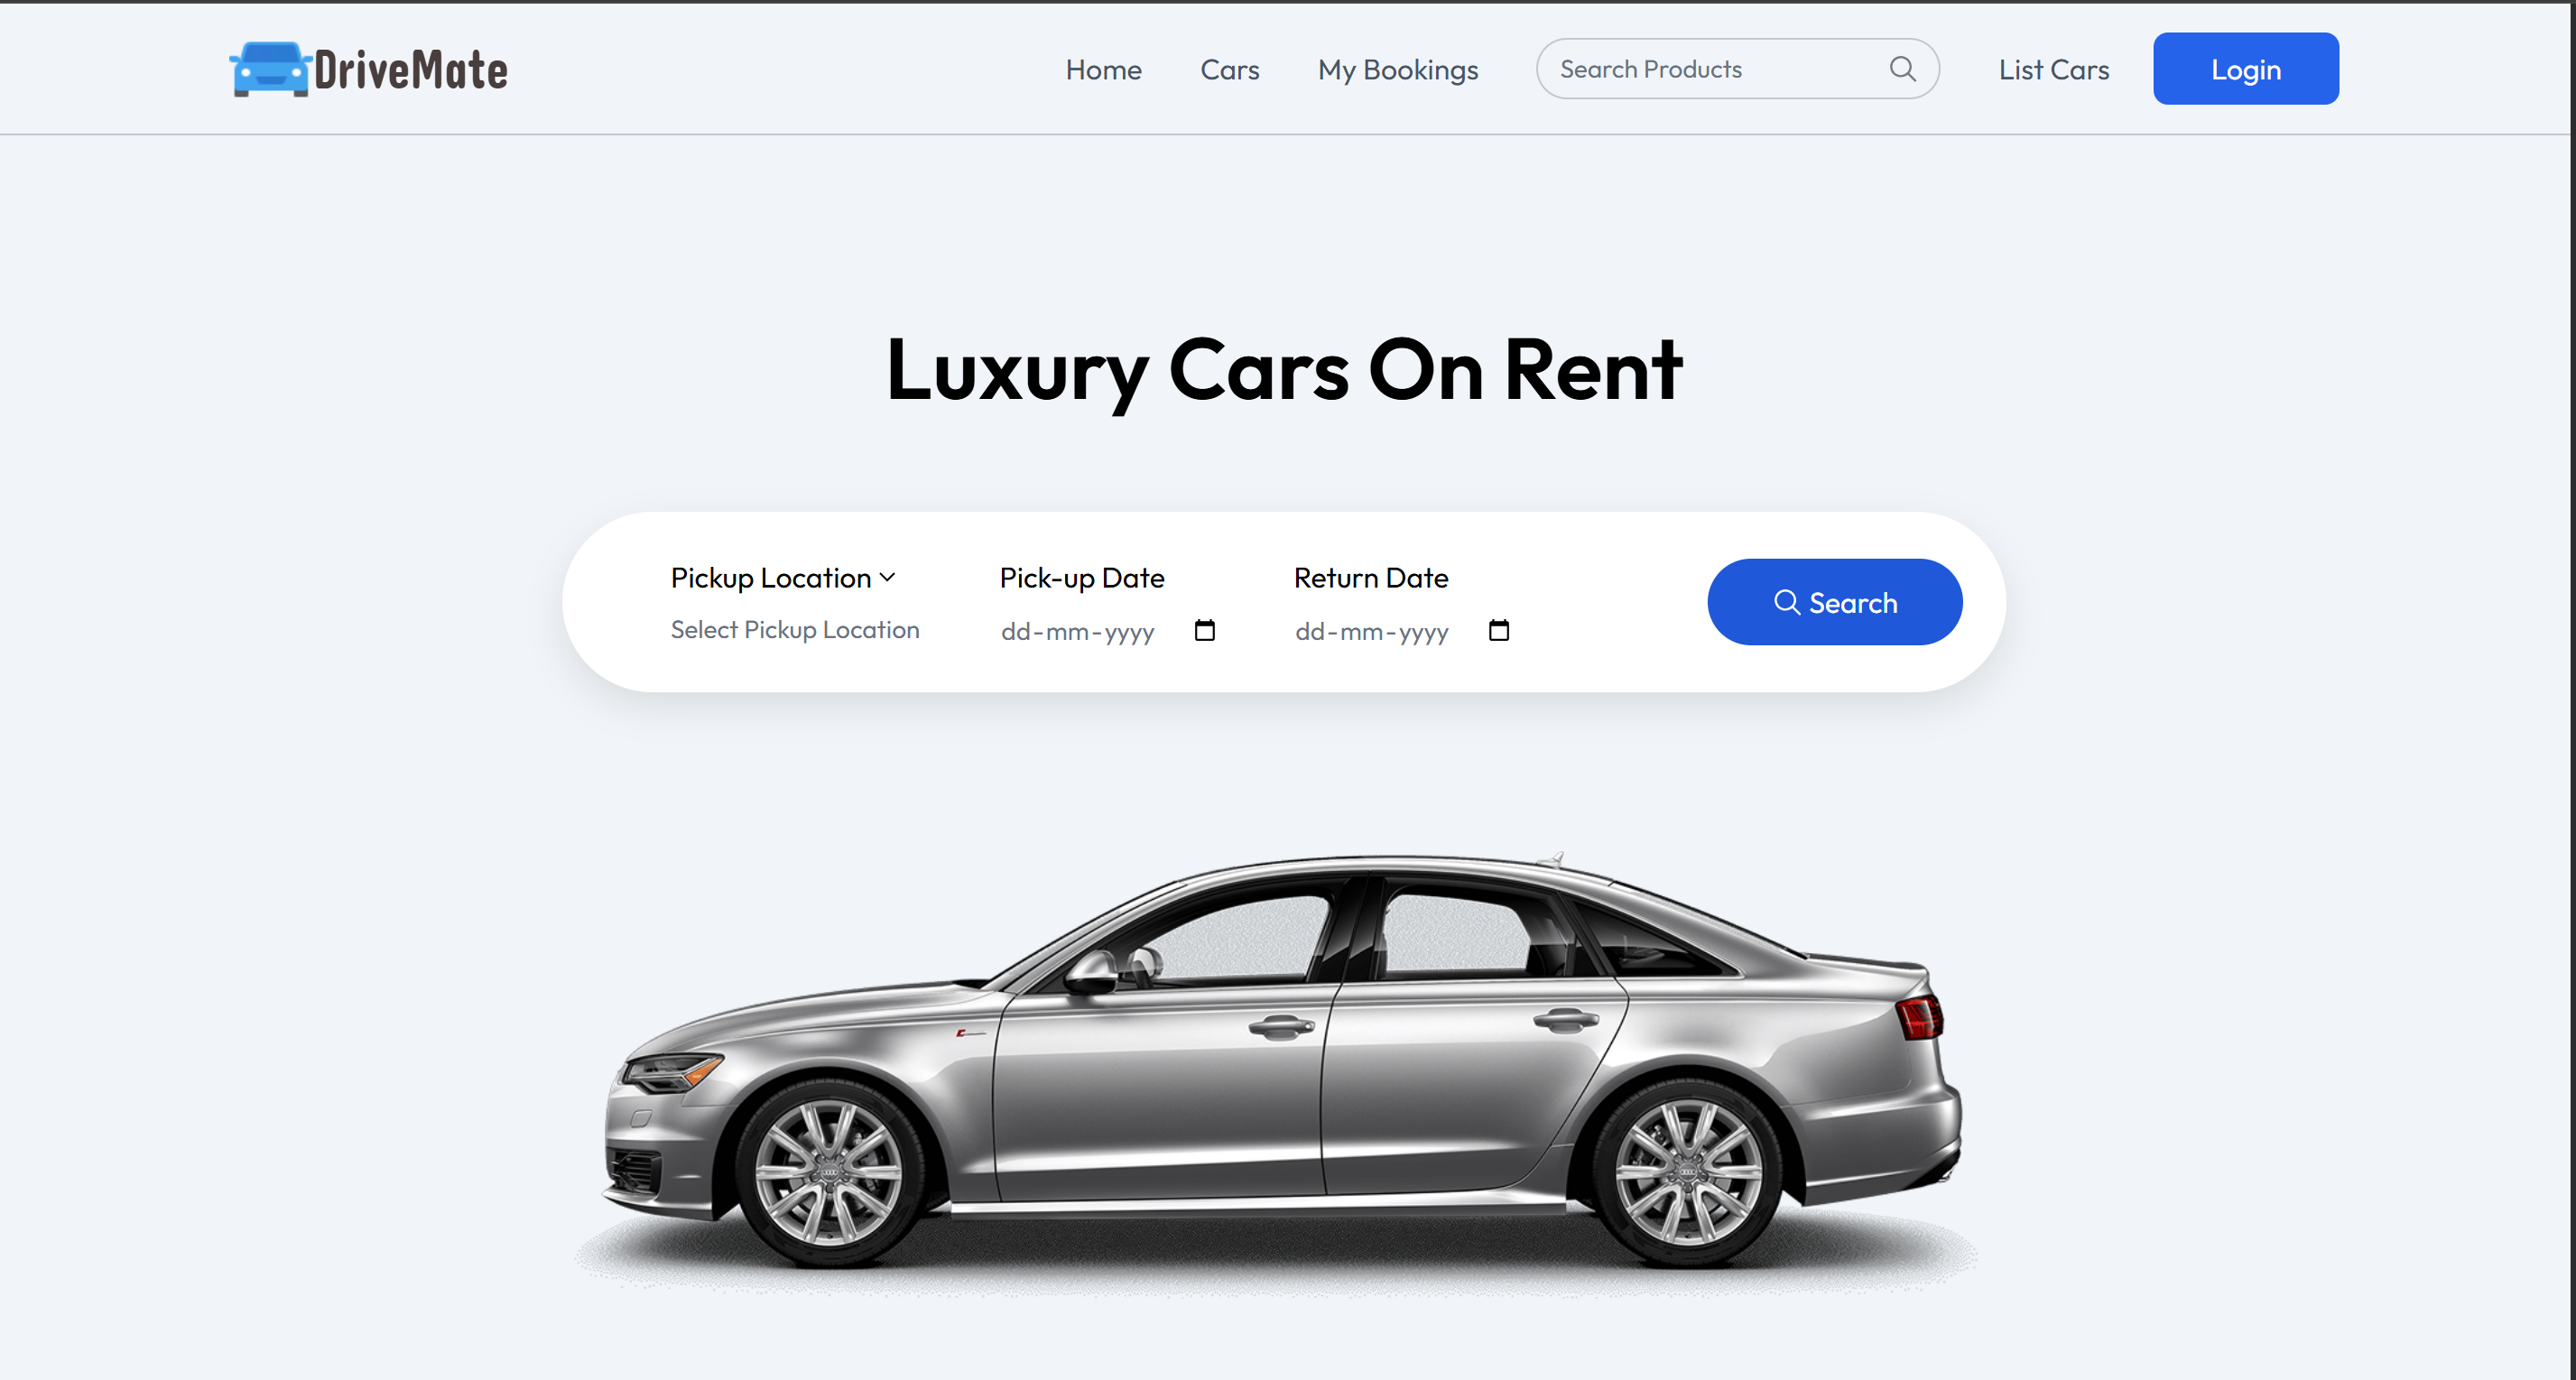 DriveMate
Home Cars My Bookings Search Products List Cars Login
Luxury Cars On Rent
Pickup Location Pick-up Date Return Date
Select Pickup Location dd-mm-yyyy dd-mm-yyyy
Search